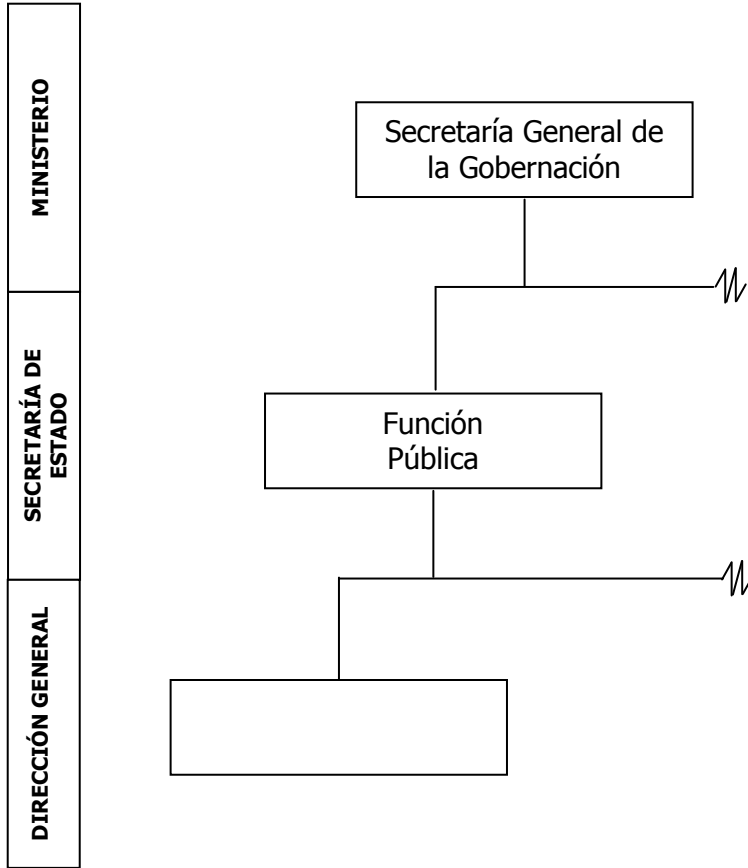 MINISTERIO
Secretaría General de
la Gobernación
SECRETARÍA DE
ESTADO
Función
Pública
DIRECCIÓN GENERAL